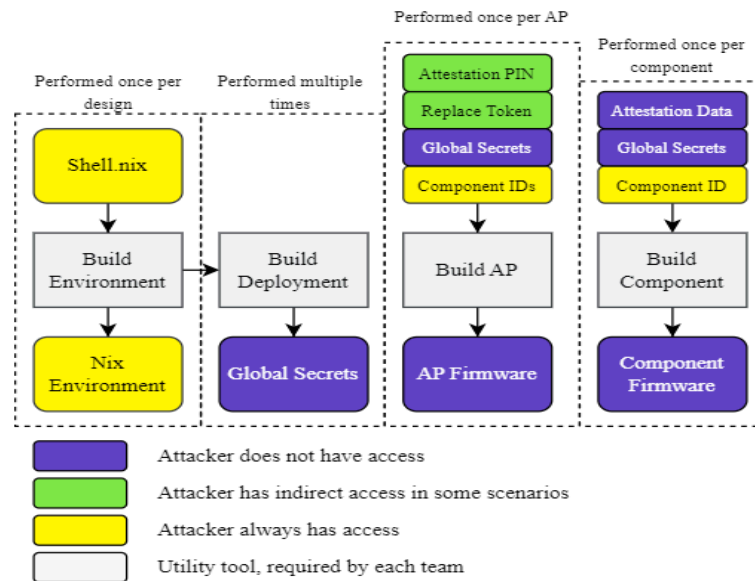 Performed once per
design
Shell.nix
Build
Environment
Nix
Environment
Performed multiple
times
Build
Deployment
Global Secrets
Performed once per AP
Attestation PIN
Replace Token
Global Secrets
Component IDs
Build AP
AP Firmware
Performed once per
component
Attestation Data
Global Secrets
Component ID
Build
Component
Component
Firmware
Attacker does not have access
Attacker has indirect access in some scenarios
Attacker always has access
Utility tool, required by each team